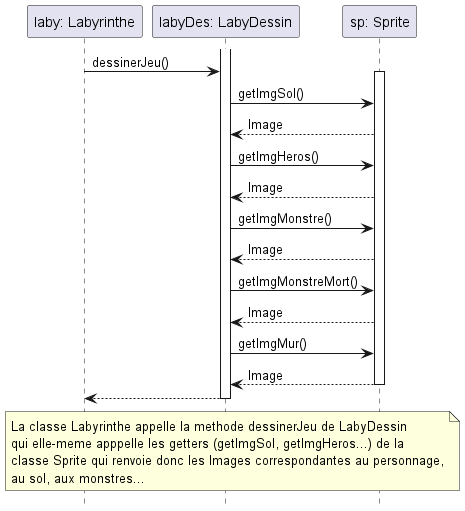 laby: Labyrinthe labyDes: LabyDessin sp: Sprite
dessinerJeu()
getImgSol()
Image
getImgHeros()
Image
getImgMonstre()
Image
getImgMonstreMort()
Image
getImgMur()
Image
La classe Labyrinthe appelle la methode dessinerJeu de LabyDessin
qui elle-meme apppelle les getters (getImgSol, getImgHeros...) de la
classe Sprite qui renvoie donc les Images correspondantes au personnage,
au sol, aux monstres...